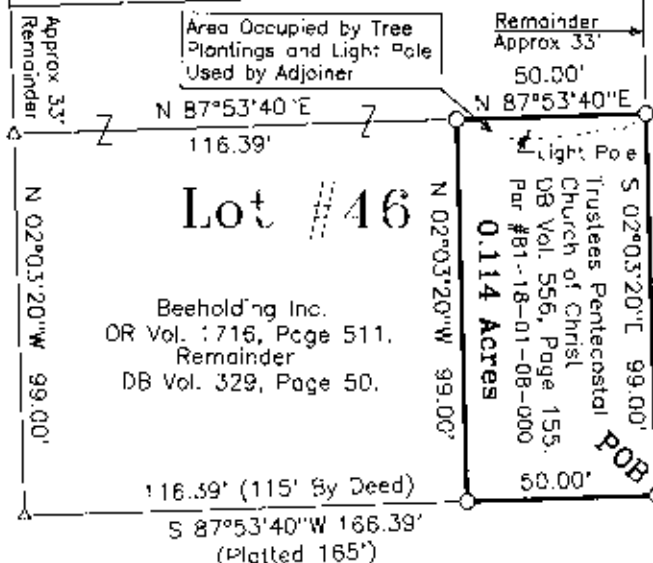 Approx 33'
Remainder
Area Occupied by Tree
Plantings and Light Pole
Used by Adjoiner
Remainder
Approx 33'
50.00'
N 87°53'40"E
N 87°53'40"E
116.39'
Light Pole
Lot #46
N 02°03'20"W 99.00'
N 02°03'20"W 99.00'
S 02°03'20"E 99.00'
Trustees Pentecostal
Church of Christ
DB Vol. 556, Page 155.
Par #81-18-01-08-000
0.114 Acres
Beeholding Inc.
OR Vol. 1716, Page 511.
Remainder
DB Vol. 329, Page 50.
POB
116.39' (115' By Deed)
50.00'
S 87°53'40"W 166.39'
(Platted 165')